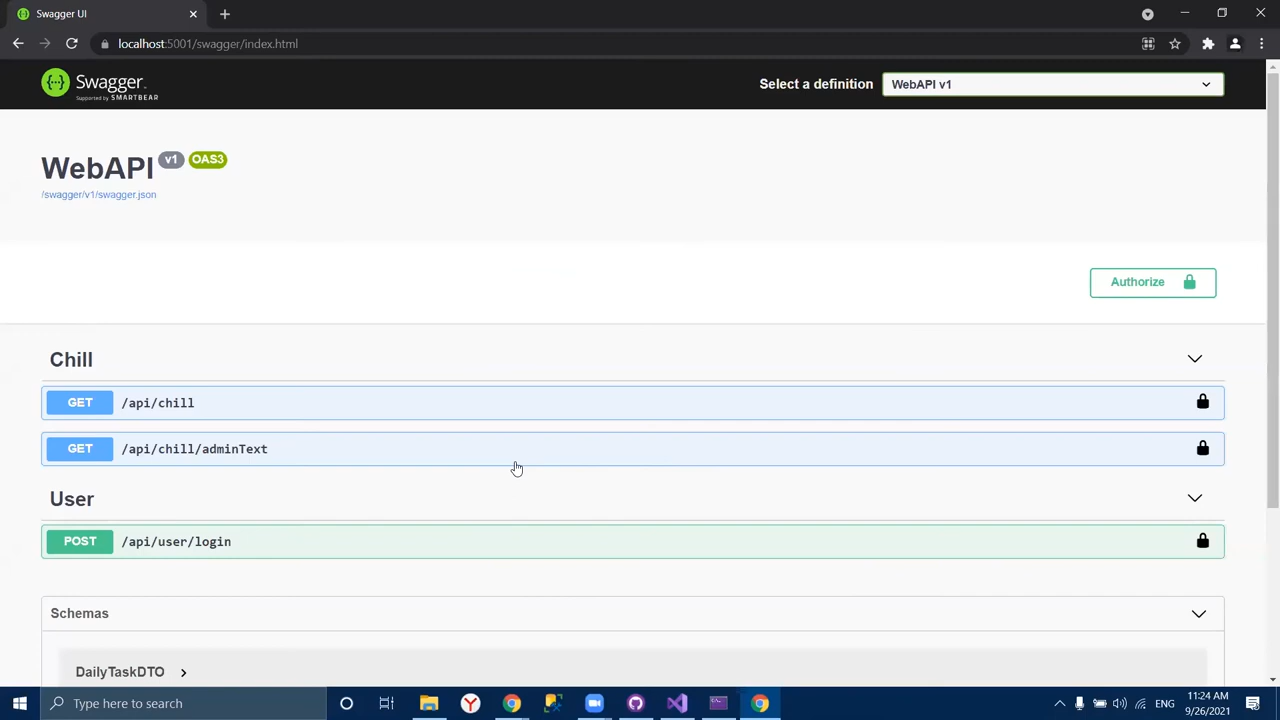 Swagger UI
localhost:5001/swagger/index.html
Swagger
Supported by SMARTBEAR
Select a definition
WebAPI v1
WebAPI v1 OAS3
/swagger/v1/swagger.json
Authorize
Chill
GET /api/chill
GET /api/chill/adminText
User
POST /api/user/login
Schemas
DailyTaskDTO
Type here to search
ENG
11:24 AM
9/26/2021